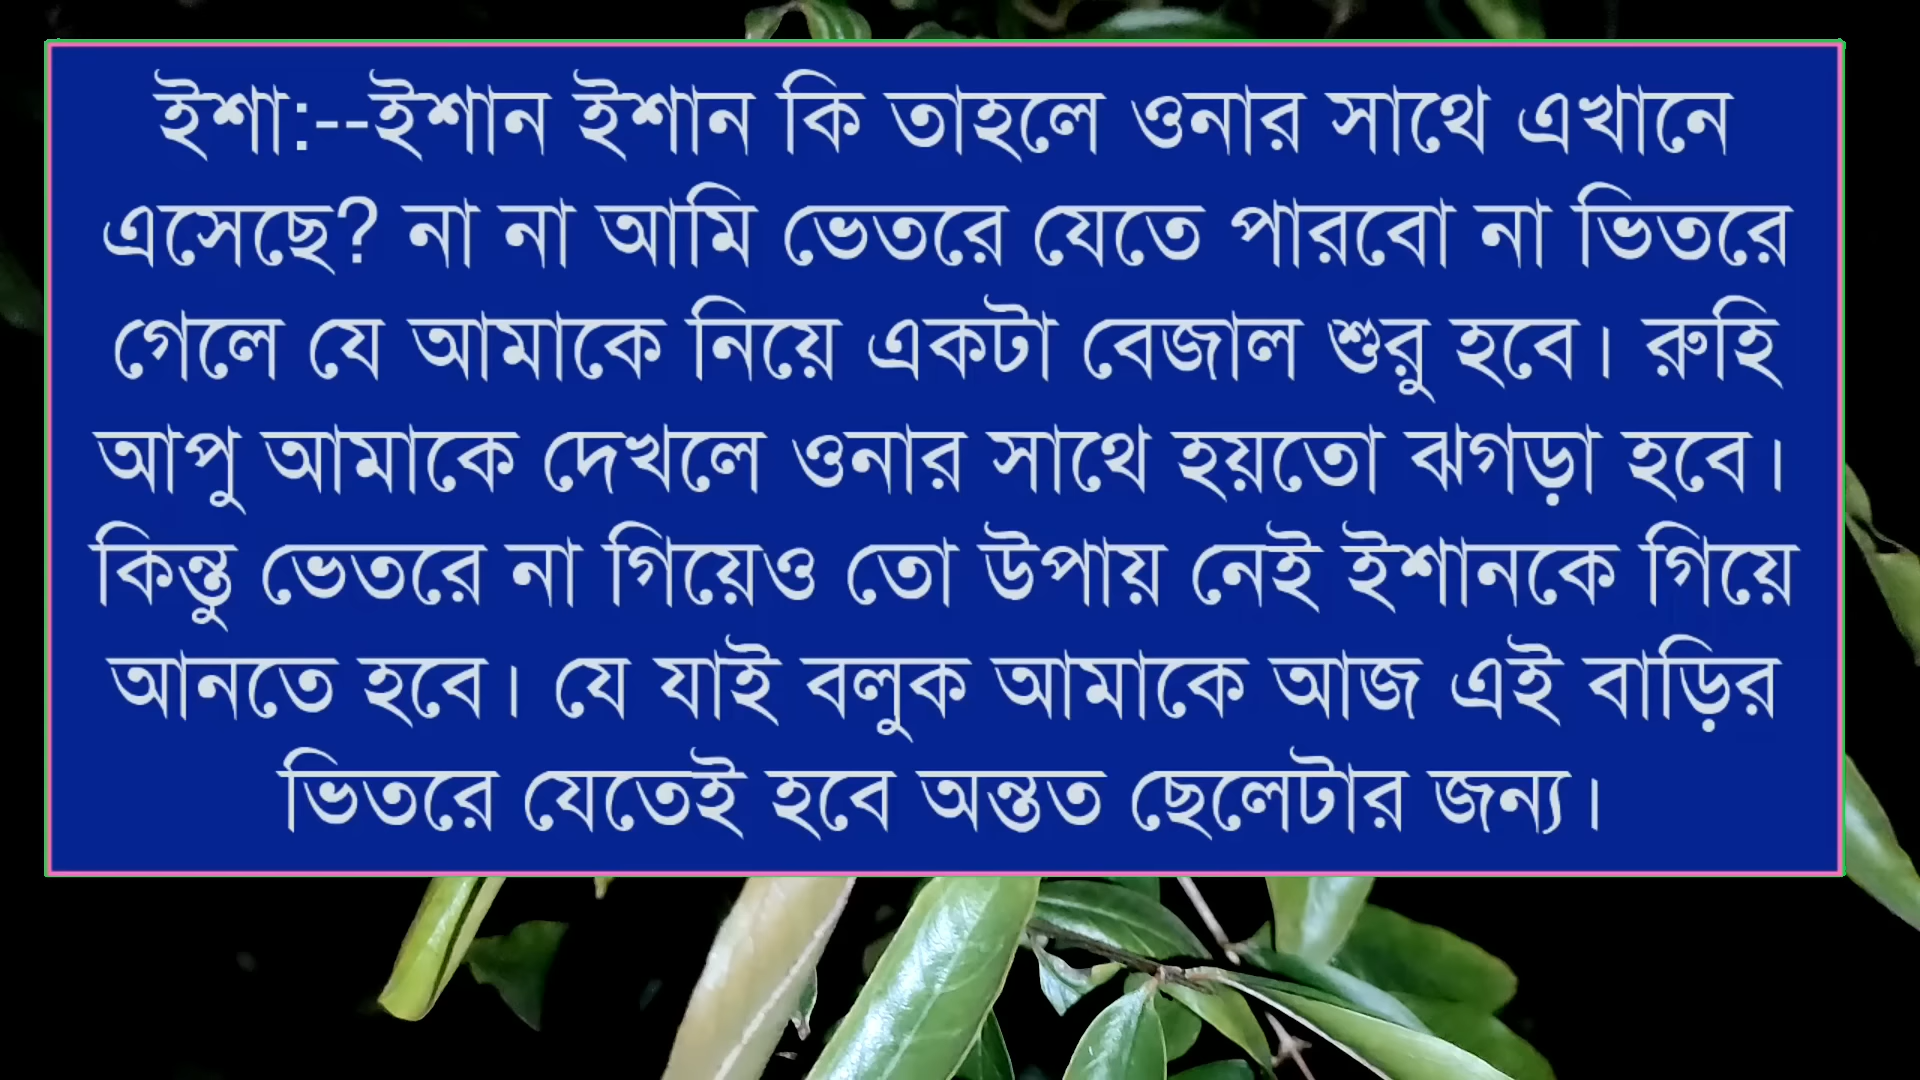 ইশা:--ইশান ইশান কি তাহলে ওনার সাথে এখানে
এসেছে? না না আমি ভেতরে যেতে পারবো না ভিতরে
গেলে যে আমাকে নিয়ে একটা বেজাল শুরু হবে। রুহি
আপু আমাকে দেখলে ওনার সাথে হয়তো ঝগড়া হবে।
কিন্তু ভেতরে না গিয়েও তো উপায় নেই ইশানকে গিয়ে
আনতে হবে। যে যাই বলুক আমাকে আজ এই বাড়ির
ভিতরে যেতেই হবে অন্তত ছেলেটার জন্য।